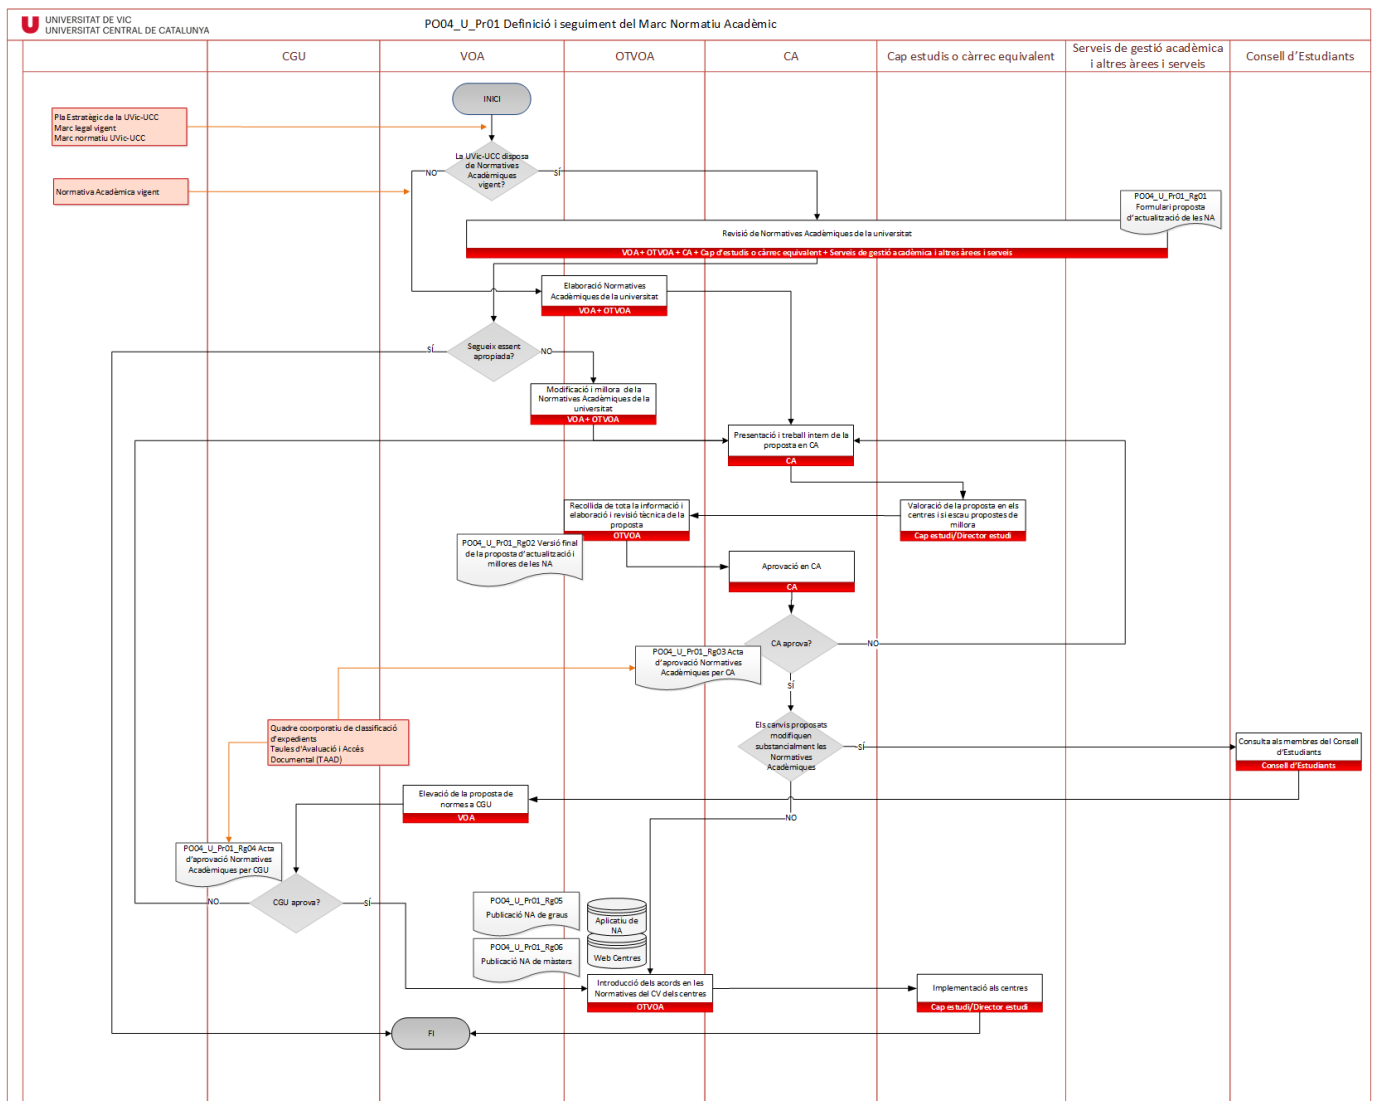 UNIVERSITAT DE VIC
UNIVERSITAT CENTRAL DE CATALUNYA
PO04_U_Pr01 Definició i seguiment del Marc Normatiu Acadèmic
CGU
VOA
OTVOA
CA
Cap estudis o càrrec equivalent
Serveis de gestió acadèmica
i altres àrees i serveis
Consell d'Estudiants
INICI
Pla Estratègic de la UVic-UCC
Marc legal vigent
Marc normatiu UVic-UCC
La UVic-UCC disposa
de Normatives
Acadèmiques
vigent?
NO
SÍ
Normativa Acadèmica vigent
PO04_U_Pr01_Rg01
Formulari proposta
d'actualització de les NA
Revisió de Normatives Acadèmiques de la universitat
VOA + OTVOA + CA + Cap d'estudis o càrrec equivalent + Serveis de gestió acadèmica i altres àrees i serveis
Elaboració Normatives
Acadèmiques de la universitat
VOA + OTVOA
Segueix essent
apropiada?
SÍ
NO
Modificació i millora de la
Normatives Acadèmiques de la
universitat
VOA + OTVOA
Presentació i treball intern de la
proposta en CA
CA
Recollida de tota la informació i
elaboració i revisió tècnica de la
proposta
OTVOA
Valoració de la proposta en els
centres i si escau propostes de
millora
Cap estudi/Director estudi
PO04_U_Pr01_Rg02 Versió final
de la proposta d'actualització i
millores de les NA
Aprovació en CA
CA
CA aprova?
NO
SÍ
PO04_U_Pr01_Rg03 Acta
d'aprovació Normatives
Acadèmiques per CA
Quadre coorporatiu de classificació
d'expedients
Taules d'Avaluació i Accés
Documental (TAAD)
Els canvis proposats
modifiquen
substancialment les
Normatives
Acadèmiques
SÍ
NO
Consulta als membres del Consell
d'Estudiants
Consell d'Estudiants
Elevació de la proposta de
normes a CGU
VOA
PO04_U_Pr01_Rg04 Acta
d'aprovació Normatives
Acadèmiques per CGU
CGU aprova?
NO
SÍ
PO04_U_Pr01_Rg05
Publicació NA de graus
Aplicatiu de
NA
PO04_U_Pr01_Rg06
Publicació NA de màsters
Web Centres
Introducció dels acords en les
Normatives del CV dels centres
OTVOA
Implementació als centres
Cap estudi/Director estudi
FI